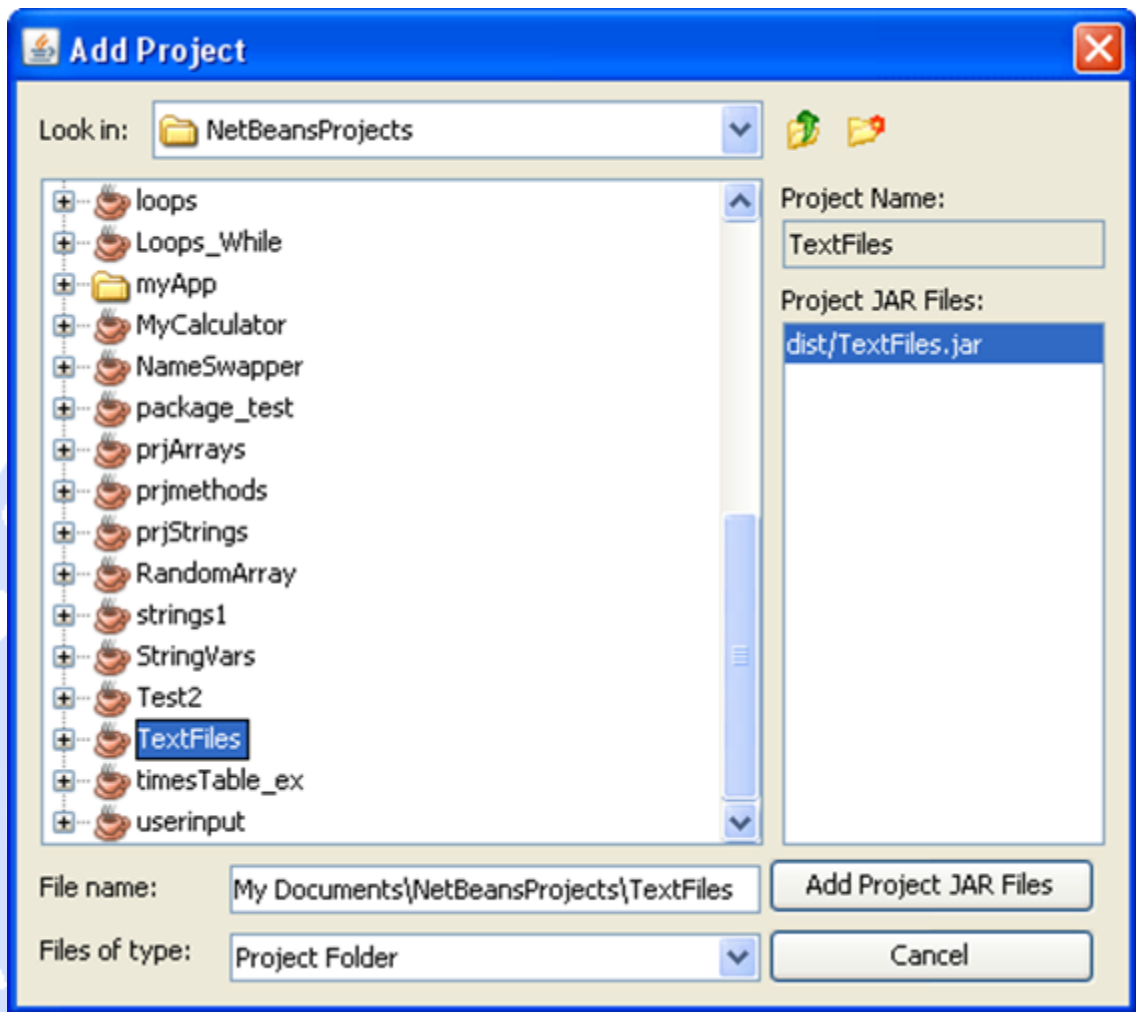 Add Project
Look in:
NetBeansProjects
loops
Loops_While
myApp
MyCalculator
NameSwapper
package_test
prjArrays
prjmethods
prjStrings
RandomArray
strings1
StringVars
Test2
TextFiles
timesTable_ex
userinput
Project Name:
TextFiles
Project JAR Files:
dist/TextFiles.jar
File name:
My Documents\NetBeansProjects\TextFiles
Add Project JAR Files
Files of type:
Project Folder
Cancel